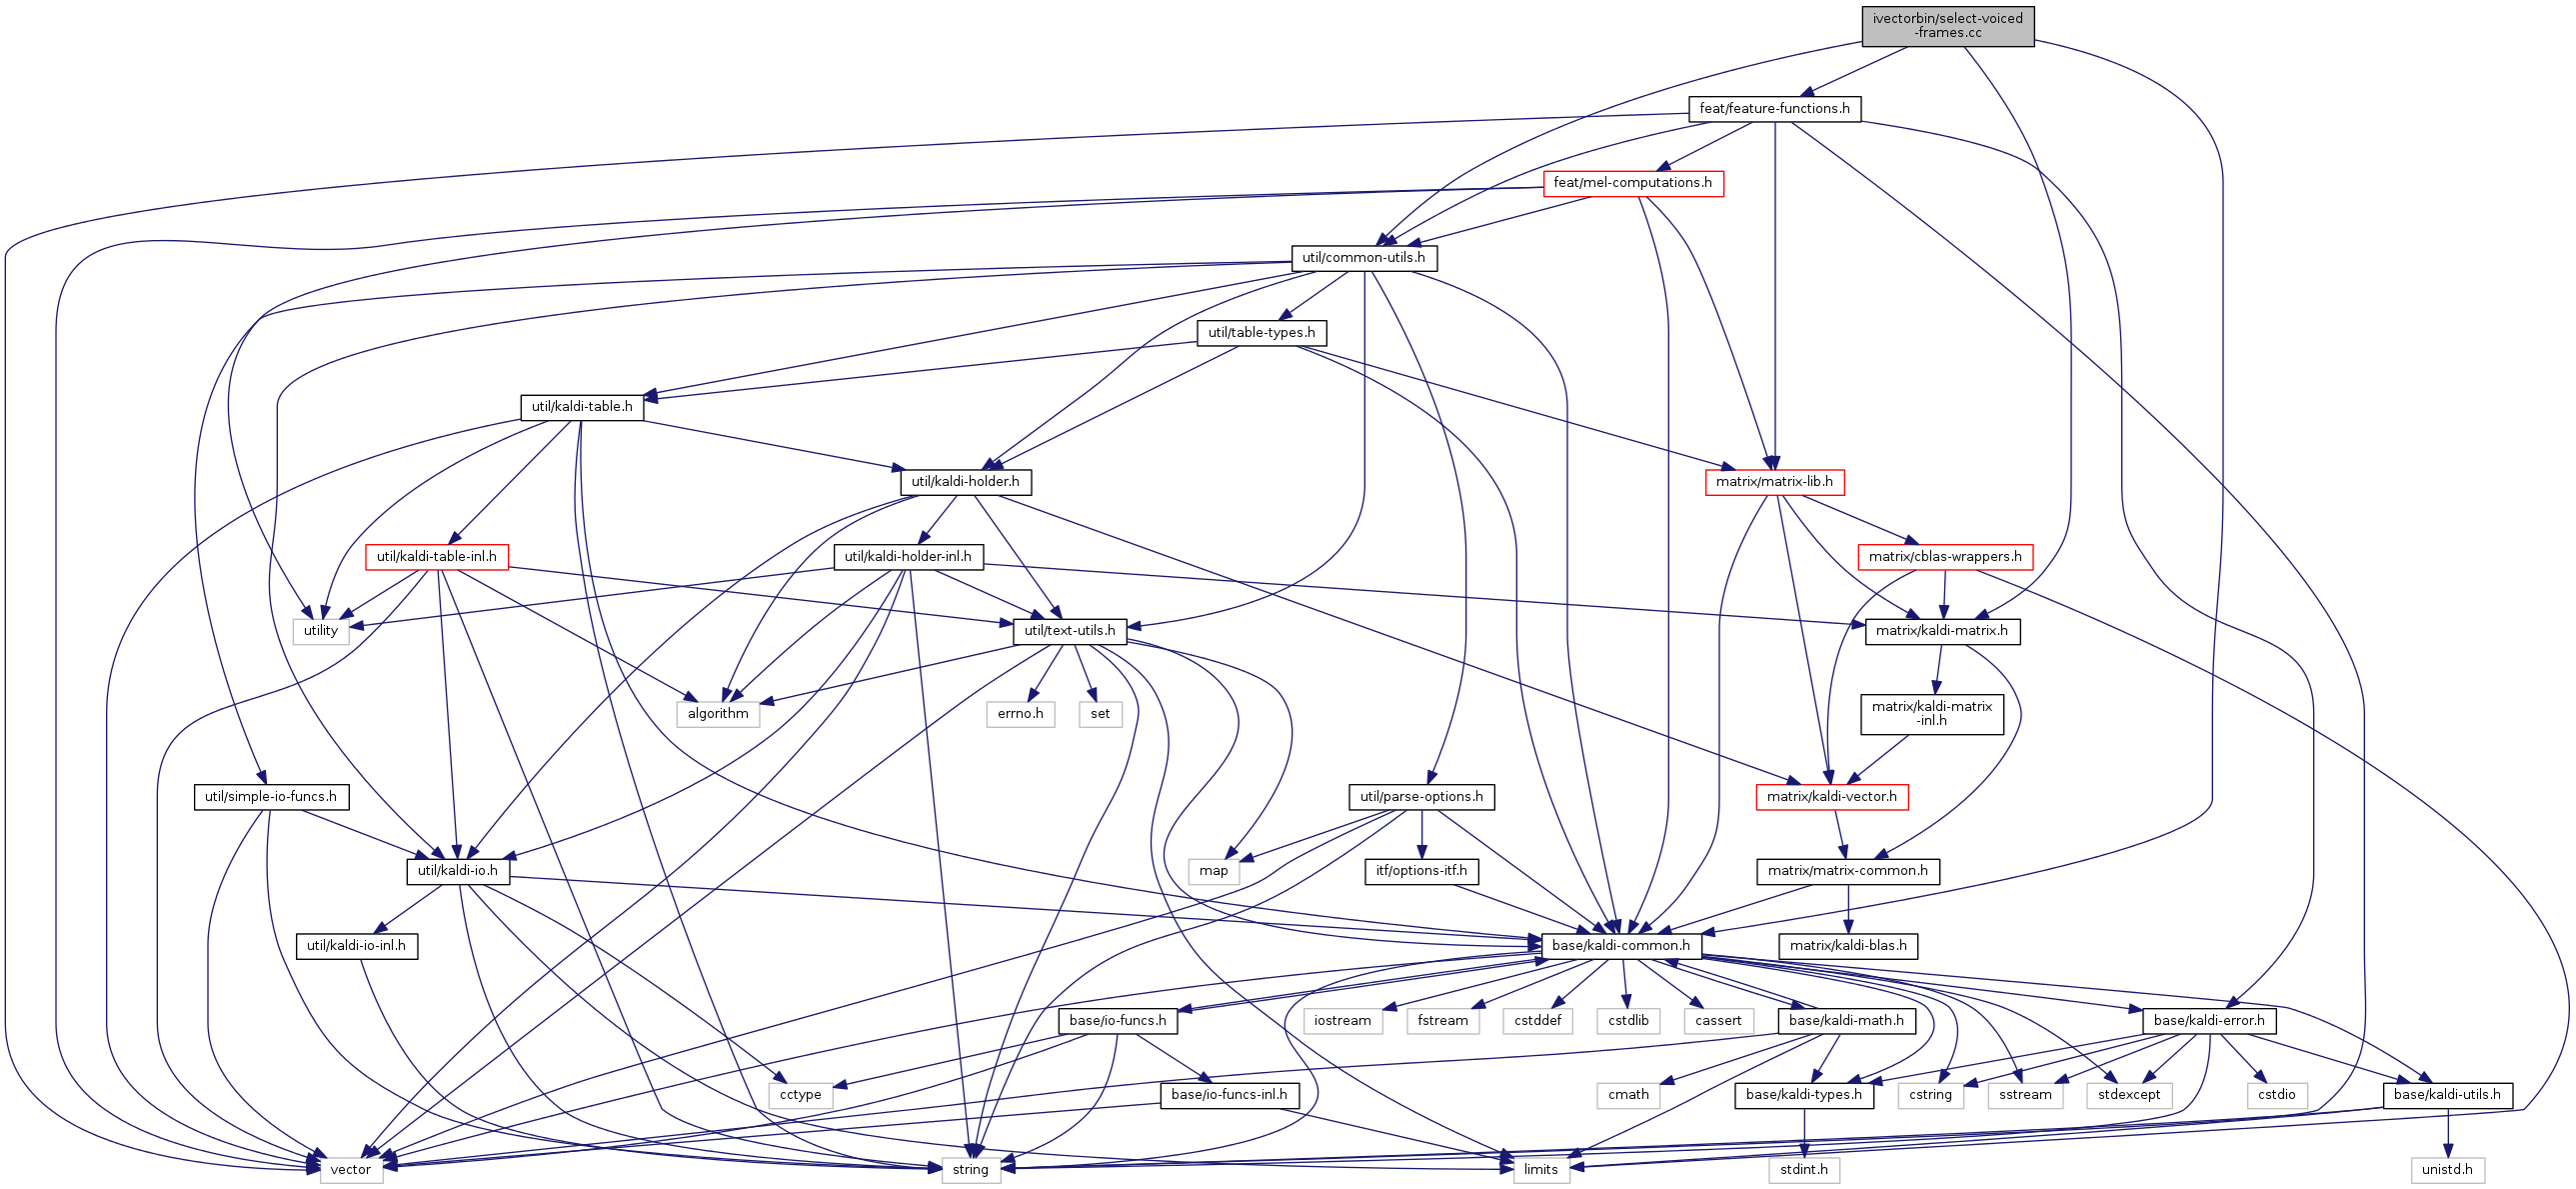 ivectorbin/select-voiced
-frames.cc
feat/feature-functions.h
feat/mel-computations.h
util/common-utils.h
util/table-types.h
util/kaldi-table.h
util/kaldi-holder.h
matrix/matrix-lib.h
util/kaldi-table-inl.h
util/kaldi-holder-inl.h
matrix/cblas-wrappers.h
utility
util/text-utils.h
matrix/kaldi-matrix.h
algorithm
errno.h
set
matrix/kaldi-matrix
-inl.h
util/simple-io-funcs.h
util/parse-options.h
matrix/kaldi-vector.h
util/kaldi-io.h
map
itf/options-itf.h
matrix/matrix-common.h
util/kaldi-io-inl.h
base/kaldi-common.h
matrix/kaldi-blas.h
base/io-funcs.h
iostream
fstream
cstddef
cstdlib
cassert
base/kaldi-math.h
base/kaldi-error.h
cctype
base/io-funcs-inl.h
cmath
base/kaldi-types.h
cstring
sstream
stdexcept
cstdio
base/kaldi-utils.h
vector
string
limits
stdint.h
unistd.h